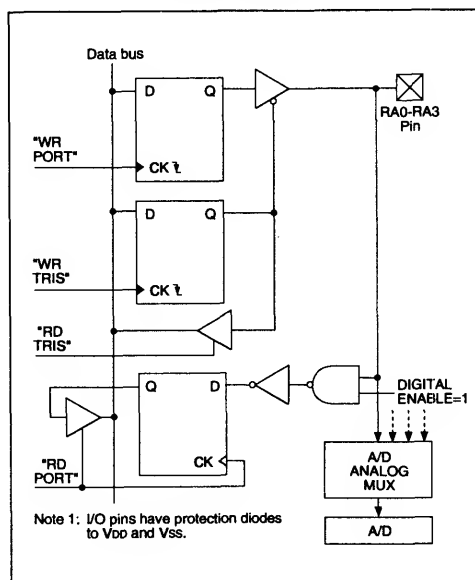 Data bus
D
Q
RA0-RA3
Pin
"WR
PORT"
CK
D
Q
"WR
TRIS"
CK
"RD
TRIS"
Q
D
DIGITAL
ENABLE=1
CK
"RD
PORT"
A/D
ANALOG
MUX
Note 1: I/O pins have protection diodes
to VDD and VSS.
A/D